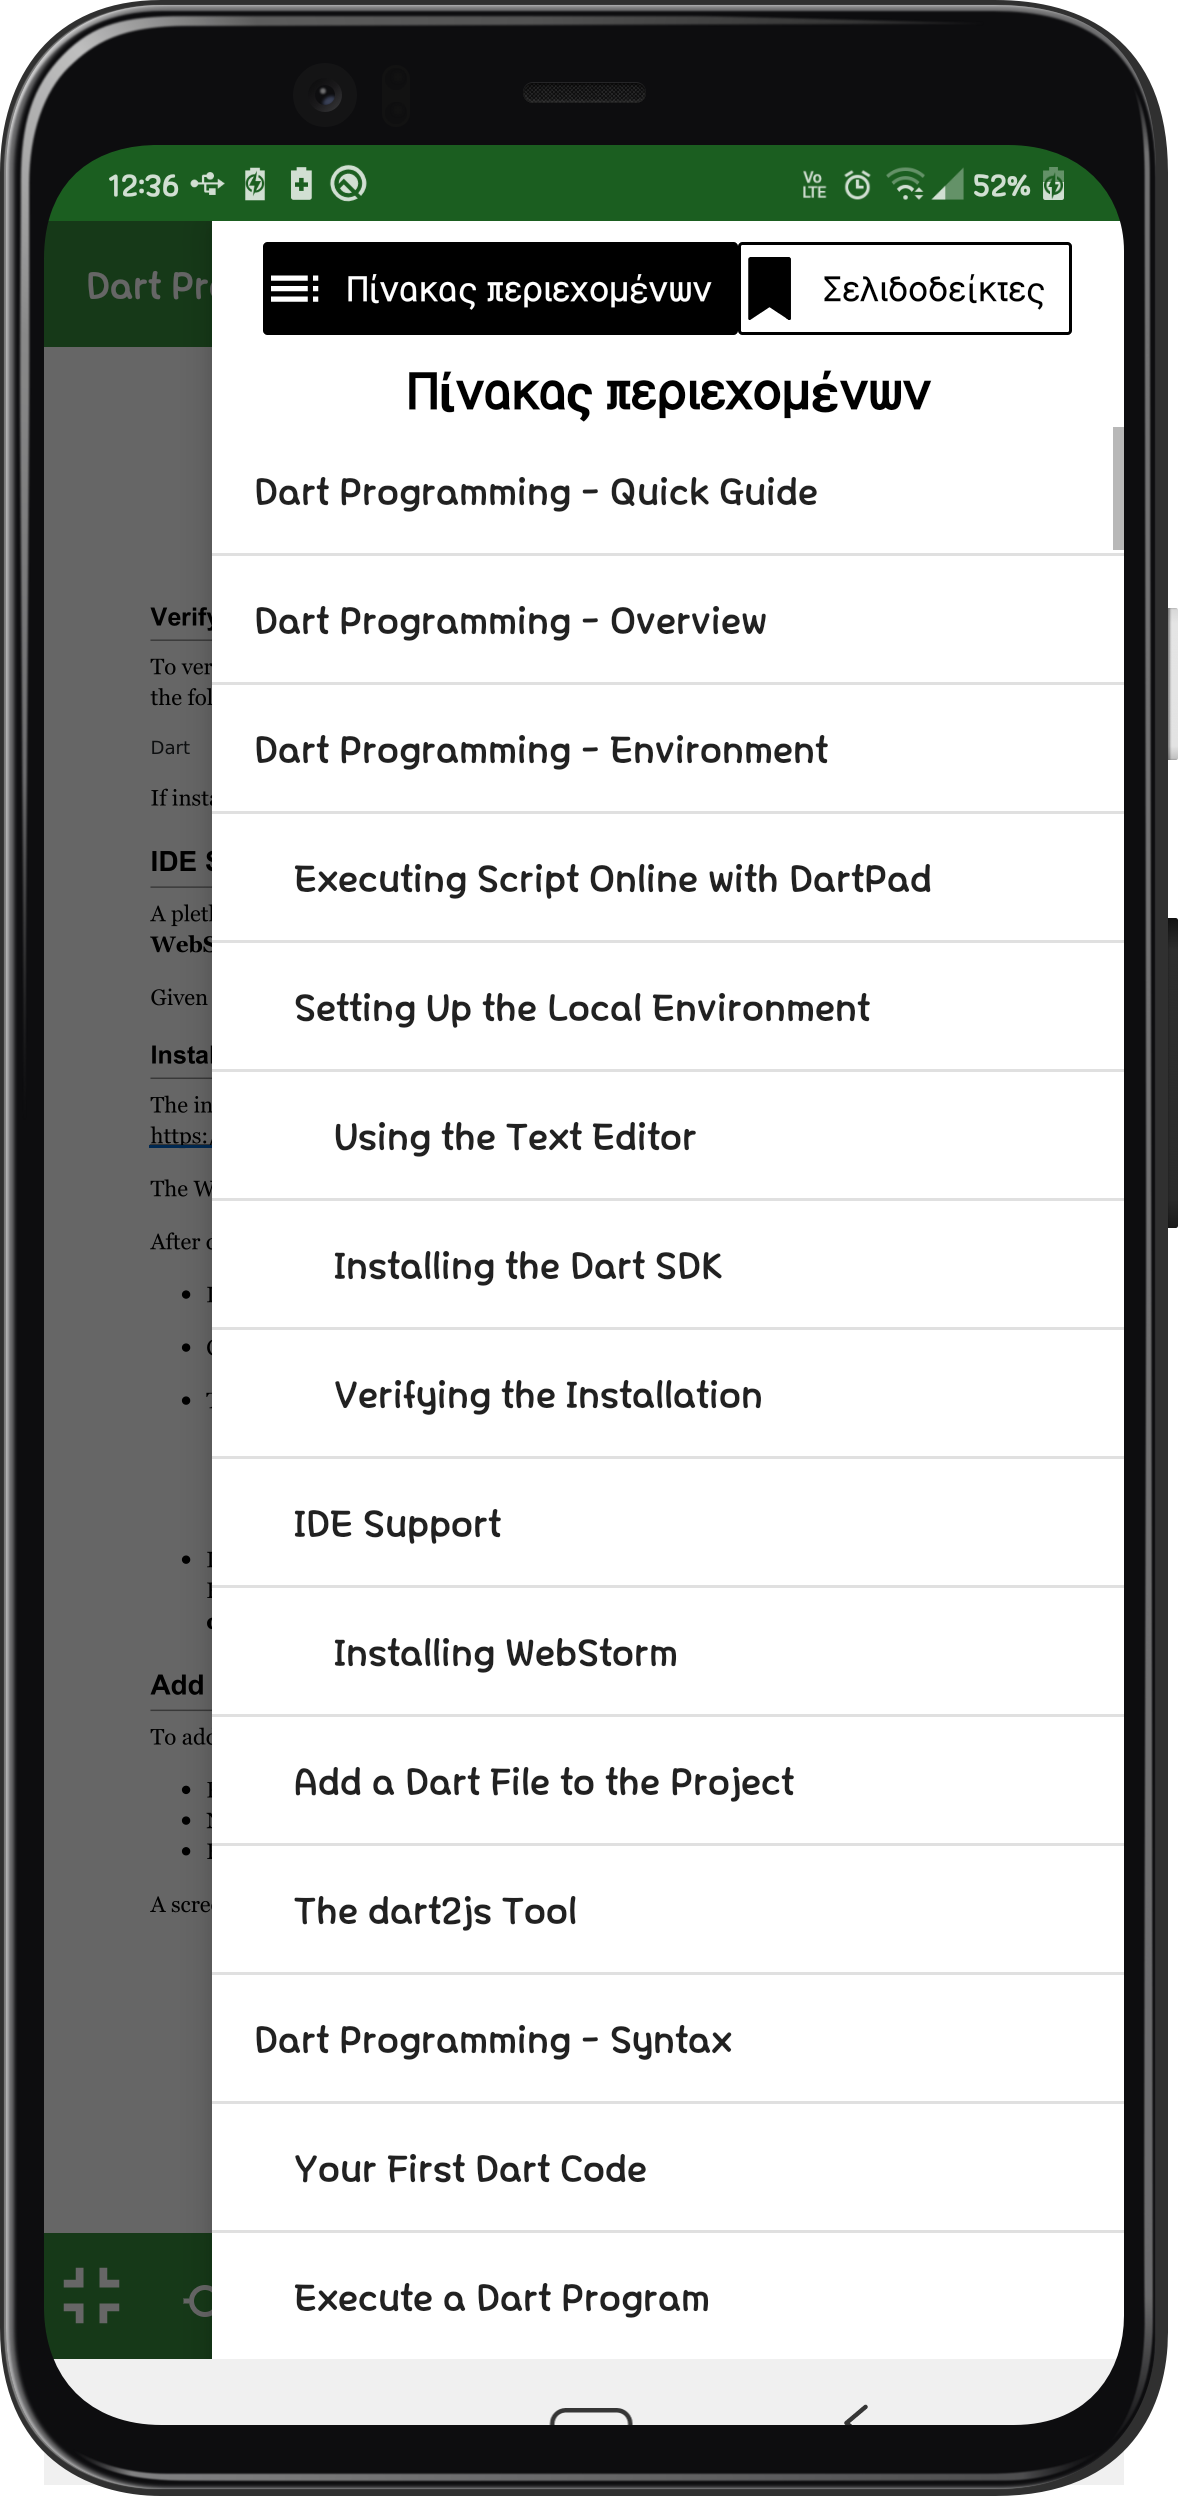 12:36
Vo
LTE
52%
Dart Pr
Πίνακας περιεχομένων
Σελιδοδείκτες
Πίνακας περιεχομένων
Dart Programming - Quick Guide
Dart Programming - Overview
Dart Programming - Environment
Executing Script Online with DartPad
Setting Up the Local Environment
Using the Text Editor
Installing the Dart SDK
Verifying the Installation
IDE Support
Installing WebStorm
Add a Dart File to the Project
The dart2js Tool
Dart Programming - Syntax
Your First Dart Code
Execute a Dart Program
Verify
To ver
the fol
Dart
If inst
IDE
A plet
WebS
Given
Instal
The in
https:
The W
After
Add
To add
A scre